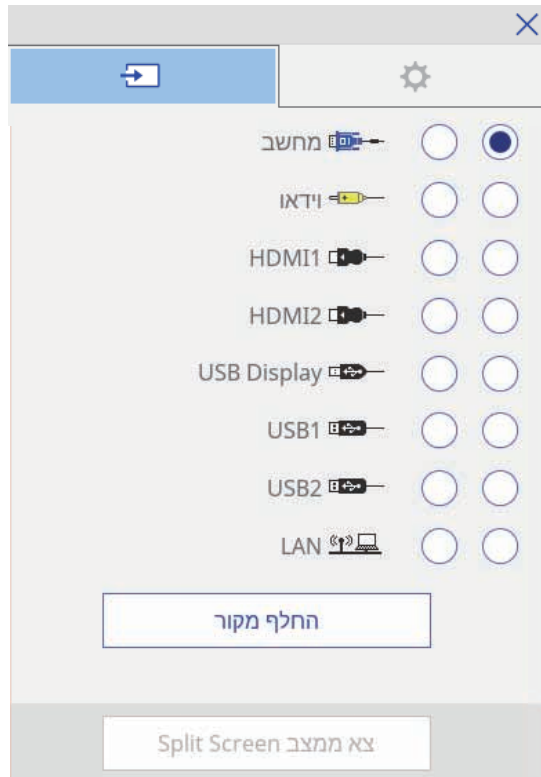 מחשב
וידאו
HDMI1
HDMI2
USB Display
USB1
USB2
LAN
החלף מקור
צא ממצב Split Screen